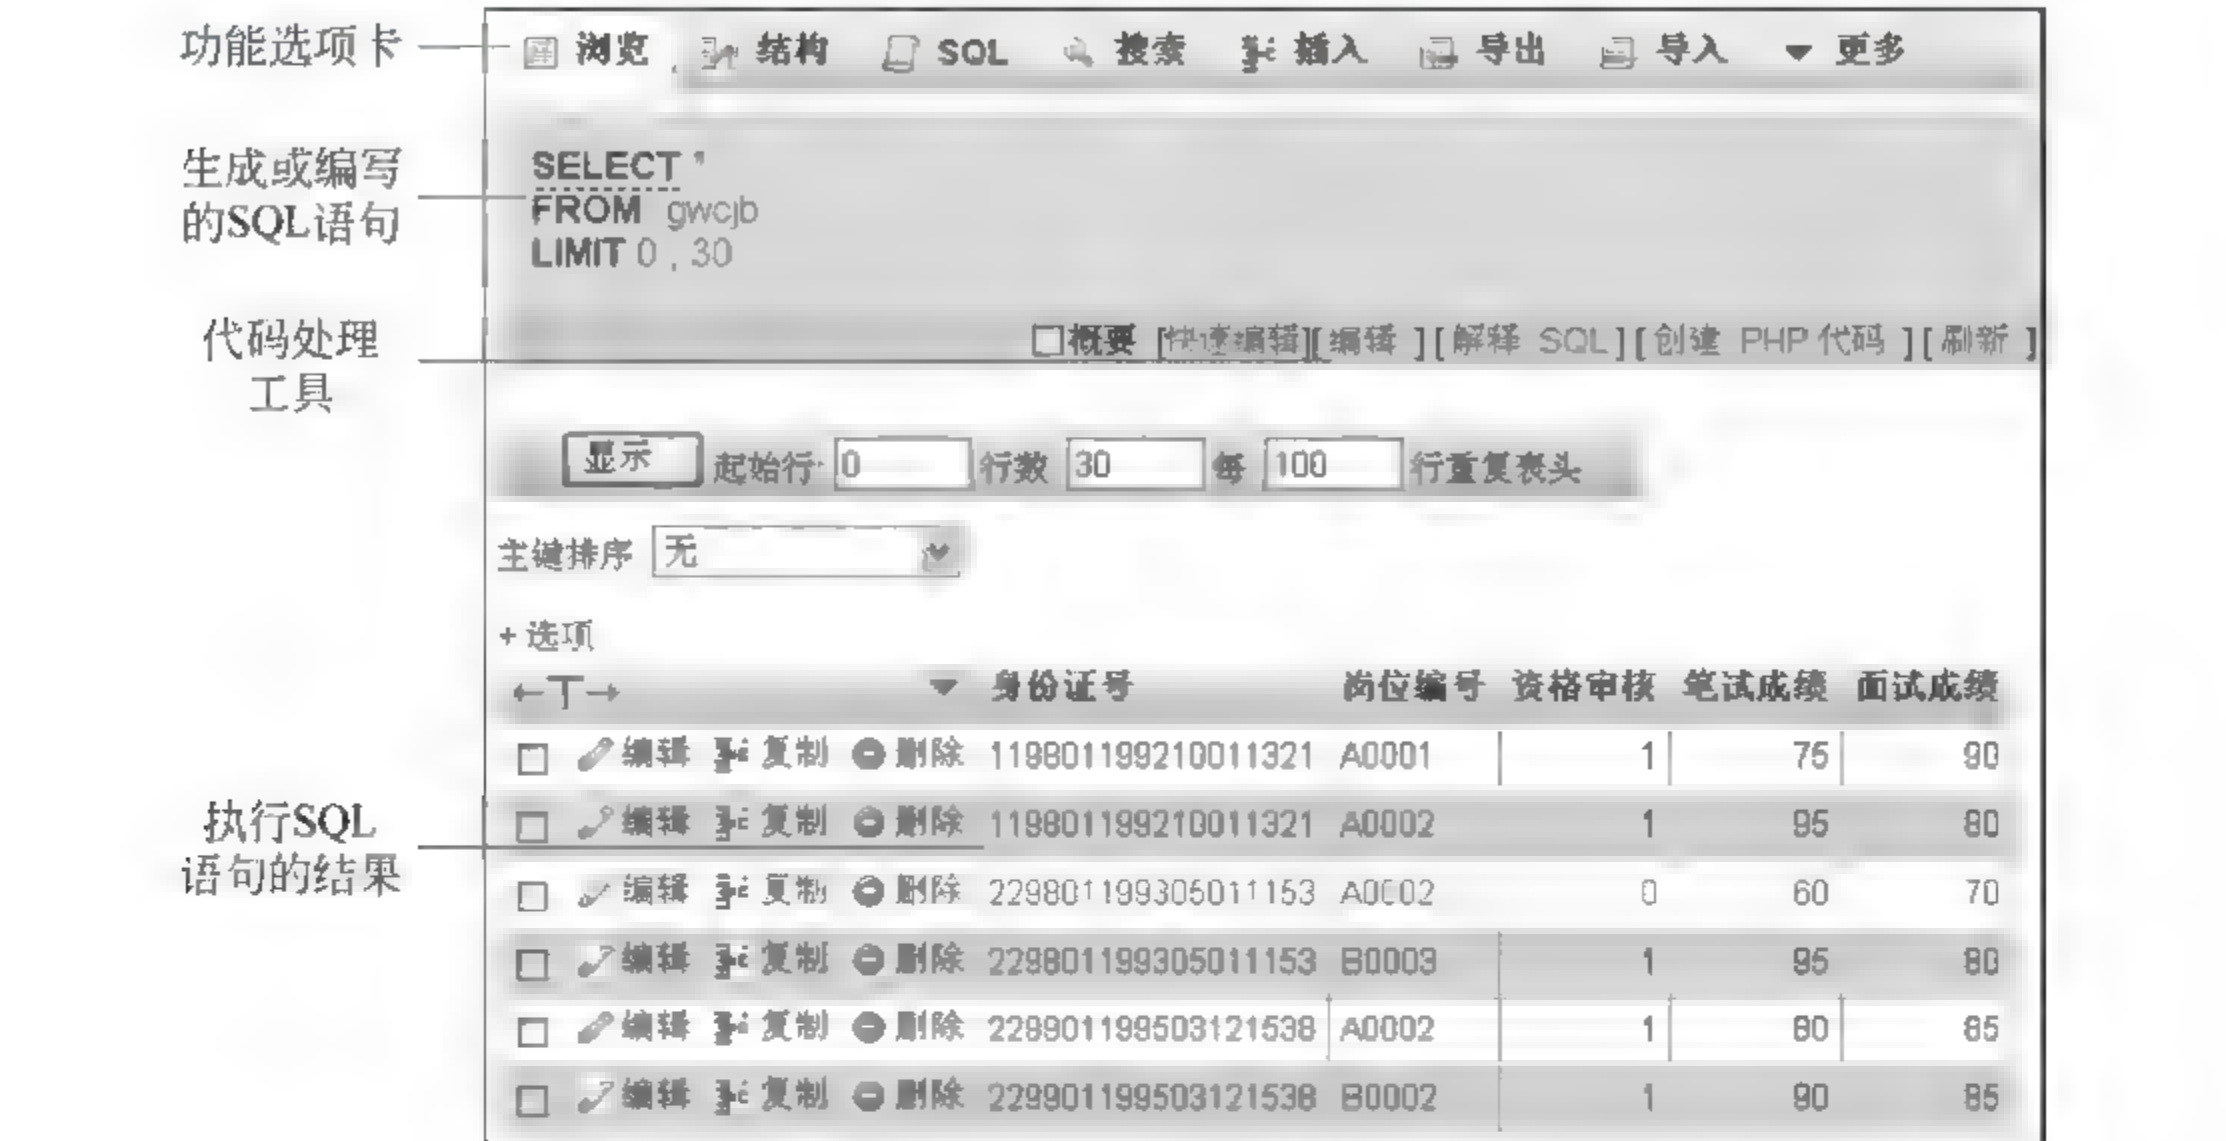 功能选项卡
浏览 结构 SQL 搜索 插入 导出 导入 更多
生成或编写
的SQL语句
SELECT *
FROM gwcjb
LIMIT 0 , 30
代码处理
工具
概要 [快速编辑][ 编辑 ][ 解释 SQL ][ 创建 PHP 代码 ][ 刷新 ]
显示 起始行: 0 行数 30 每 100 行重复表头
主键排序 无
+ 选项
←T→ 身份证号 岗位编号 资格审核 笔试成绩 面试成绩
编辑 复制 删除 119801199210011321 A0001 1 75 90
编辑 复制 删除 119801199210011321 A0002 1 95 80
执行SQL
语句的结果
编辑 复制 删除 229801199305011153 A0002 0 60 70
编辑 复制 删除 229801199305011153 B0003 1 95 80
编辑 复制 删除 229901199503121538 A0002 1 80 85
编辑 复制 删除 229901199503121538 B0002 1 90 85